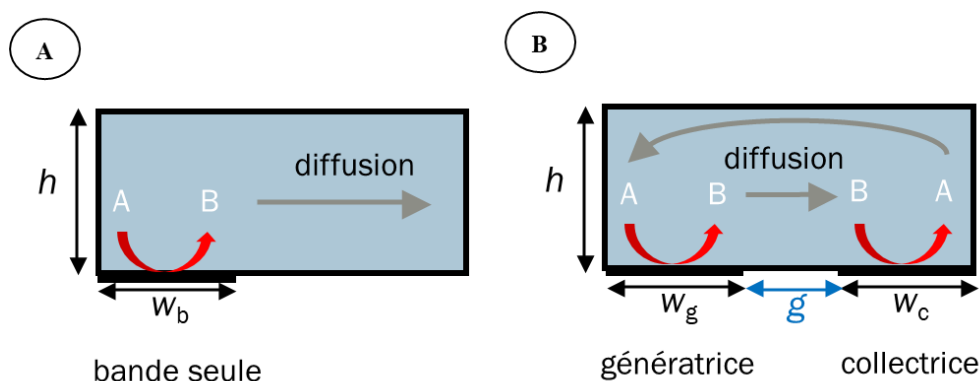 A
h
A B
diffusion
w_b
bande seule
B
h
diffusion
A B B A
w_g g w_c
génératrice collectrice